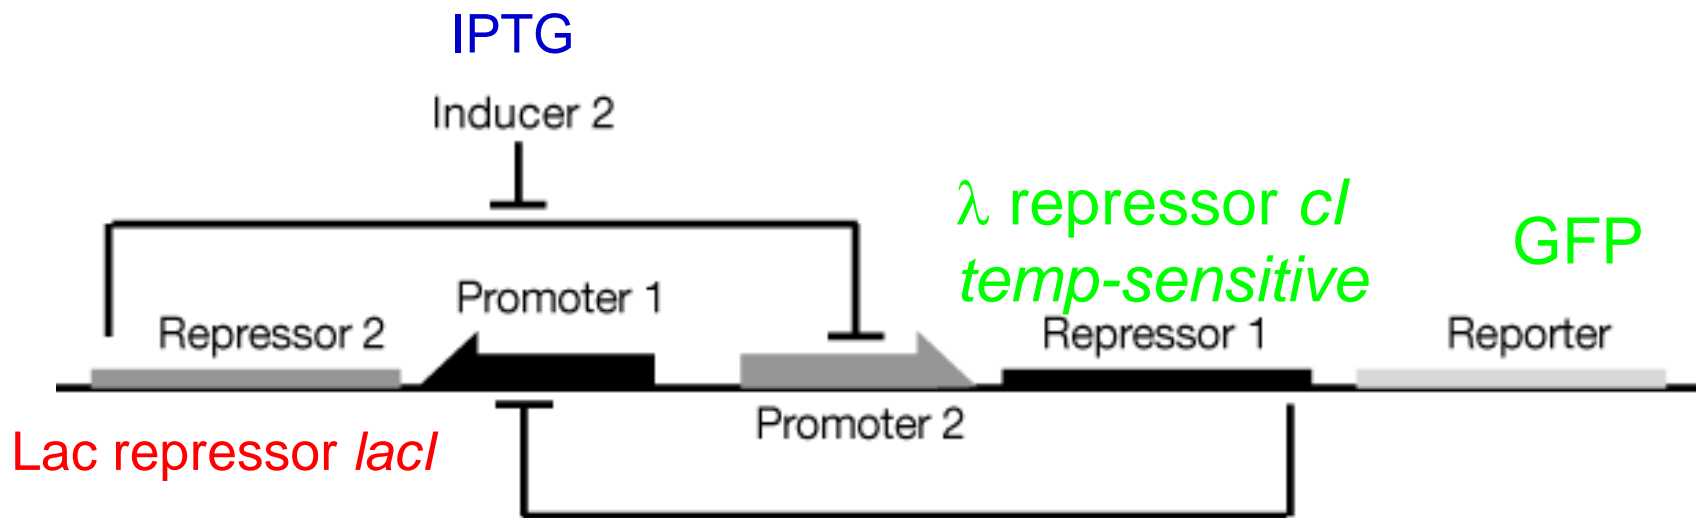 IPTG
Inducer 2
λ repressor cI
temp-sensitive
GFP
Promoter 1
Repressor 2
Repressor 1
Reporter
Promoter 2
Lac repressor lacI